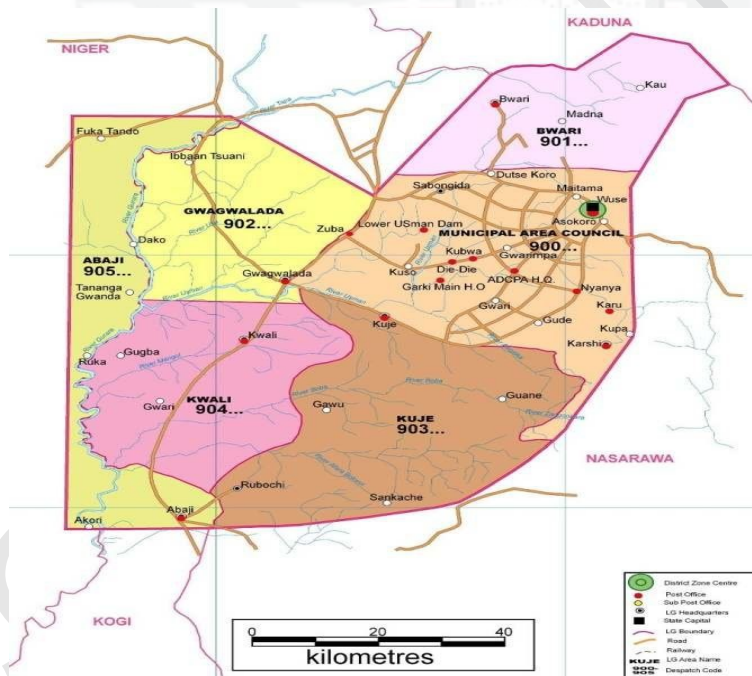 KADUNA
NIGER
Kau
Bwari
Madna
BWARI
901...
Fuka Tando
Ibbaan Tsuani
Dutse Koro
Sabongida
Maitama
Wuse
GWAGWALADA
902...
Asokoro
Zuba
Lower USman Dam
MUNICIPAL AREA COUNCIL
900...
Dako
ABAJI
905...
Kubwa
Gwarimpa
Kuso
Die-Die
ADCPA H.Q.
Gwagwalada
Garki Main H.O
Tananga
Gwanda
Nyanya
Gwari
Karu
Kuje
Gude
Kupa
Kwali
Karshi
Ruka
Gugba
KWALI
904...
Gwari
Gawu
Guane
KUJE
903...
NASARAWA
Rubochi
Sankache
Abaji
Akori
KOGI
0 20 40
kilometres
District Zone Centre
Post Office
Sub Post Office
LG Headquarters
State Capital
LG Boundary
Road
Railway
KUJE LG Area Name
900-905 Despatch Code